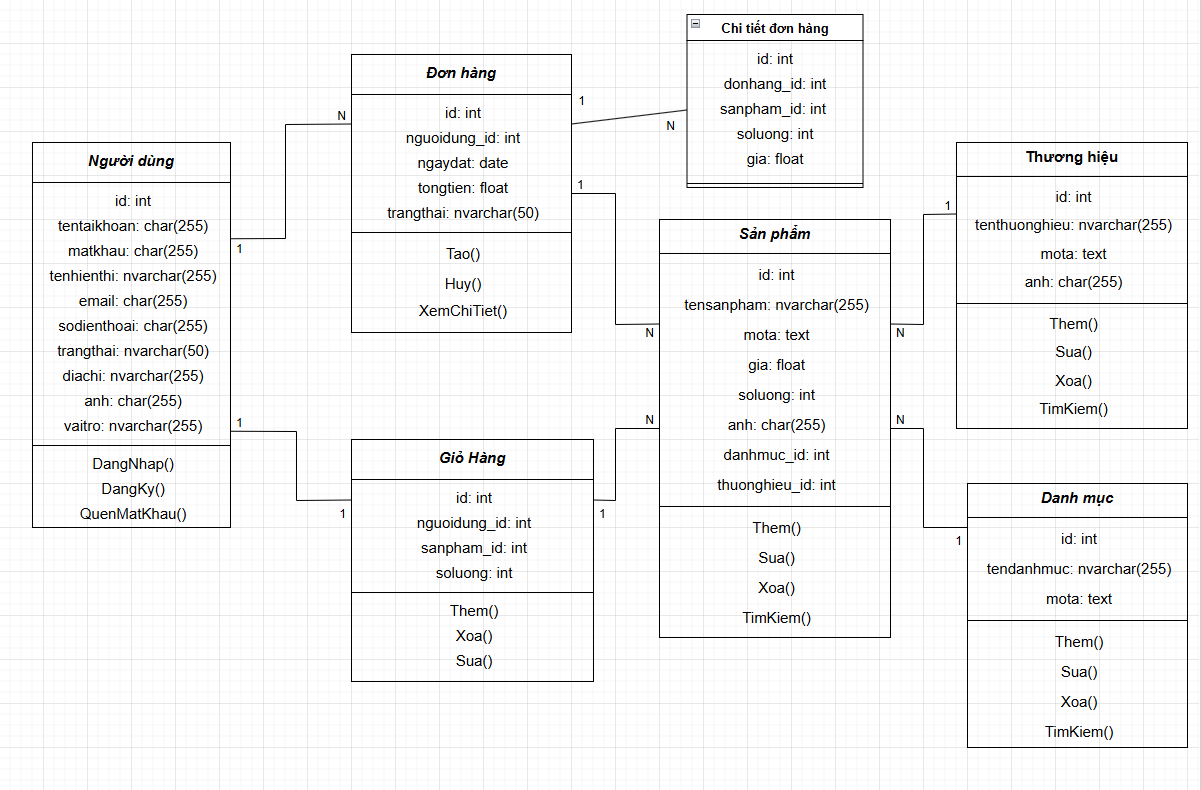 Người dùng
id: int
tentaikhoan: char(255)
matkhau: char(255)
tenhienthi: nvarchar(255)
email: char(255)
sodienthoai: char(255)
trangthai: nvarchar(50)
diachi: nvarchar(255)
anh: char(255)
vaitro: nvarchar(255)
DangNhap()
DangKy()
QuenMatKhau()
1
N
1
1
Đơn hàng
id: int
nguoidung_id: int
ngaydat: date
tongtien: float
trangthai: nvarchar(50)
Tao()
Huy()
XemChiTiet()
1
N
1
N
Giỏ Hàng
id: int
nguoidung_id: int
sanpham_id: int
soluong: int
Them()
Xoa()
Sua()
1
N
Chi tiết đơn hàng
id: int
donhang_id: int
sanpham_id: int
soluong: int
gia: float
Sản phẩm
id: int
tensanpham: nvarchar(255)
mota: text
gia: float
soluong: int
anh: char(255)
danhmuc_id: int
thuonghieu_id: int
Them()
Sua()
Xoa()
TimKiem()
N
1
N
1
Thương hiệu
id: int
tenthuonghieu: nvarchar(255)
mota: text
anh: char(255)
Them()
Sua()
Xoa()
TimKiem()
Danh mục
id: int
tendanhmuc: nvarchar(255)
mota: text
Them()
Sua()
Xoa()
TimKiem()